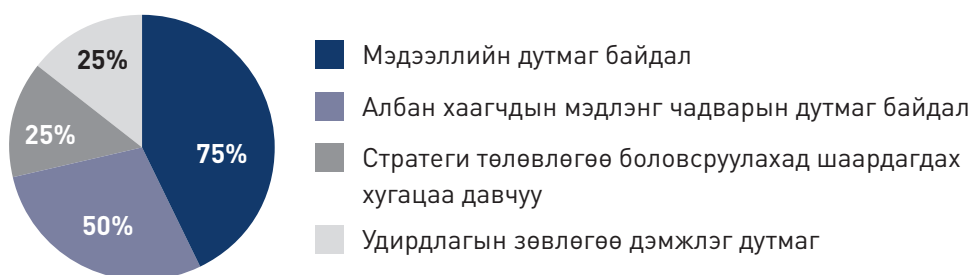 25%
25%
75%
50%
Мэдээллийн дутмаг байдал
Албан хаагчдын мэдлэнг чадварын дутмаг байдал
Стратеги төлөвлөгөө боловсруулахад шаардагдах
хугацаа давчуу
Удирдлагын зөвлөгөө дэмжлэг дутмаг